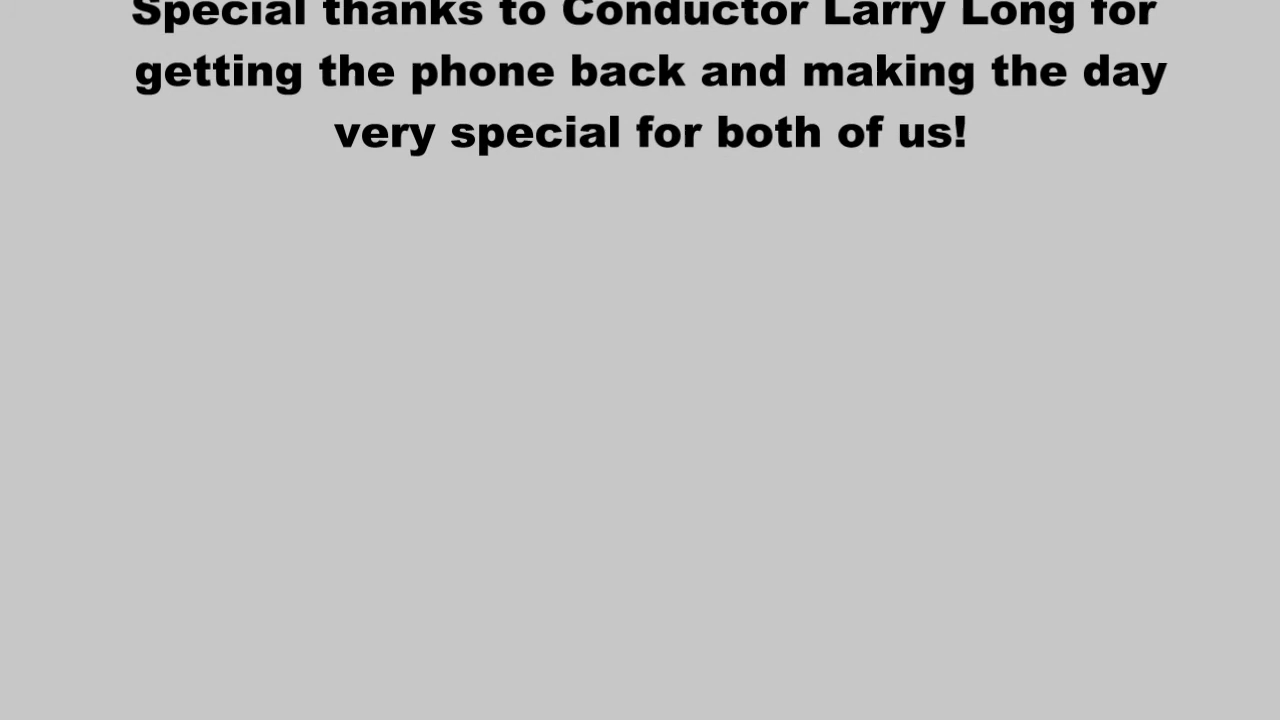 Special thanks to Conductor Larry Long for
getting the phone back and making the day
very special for both of us!